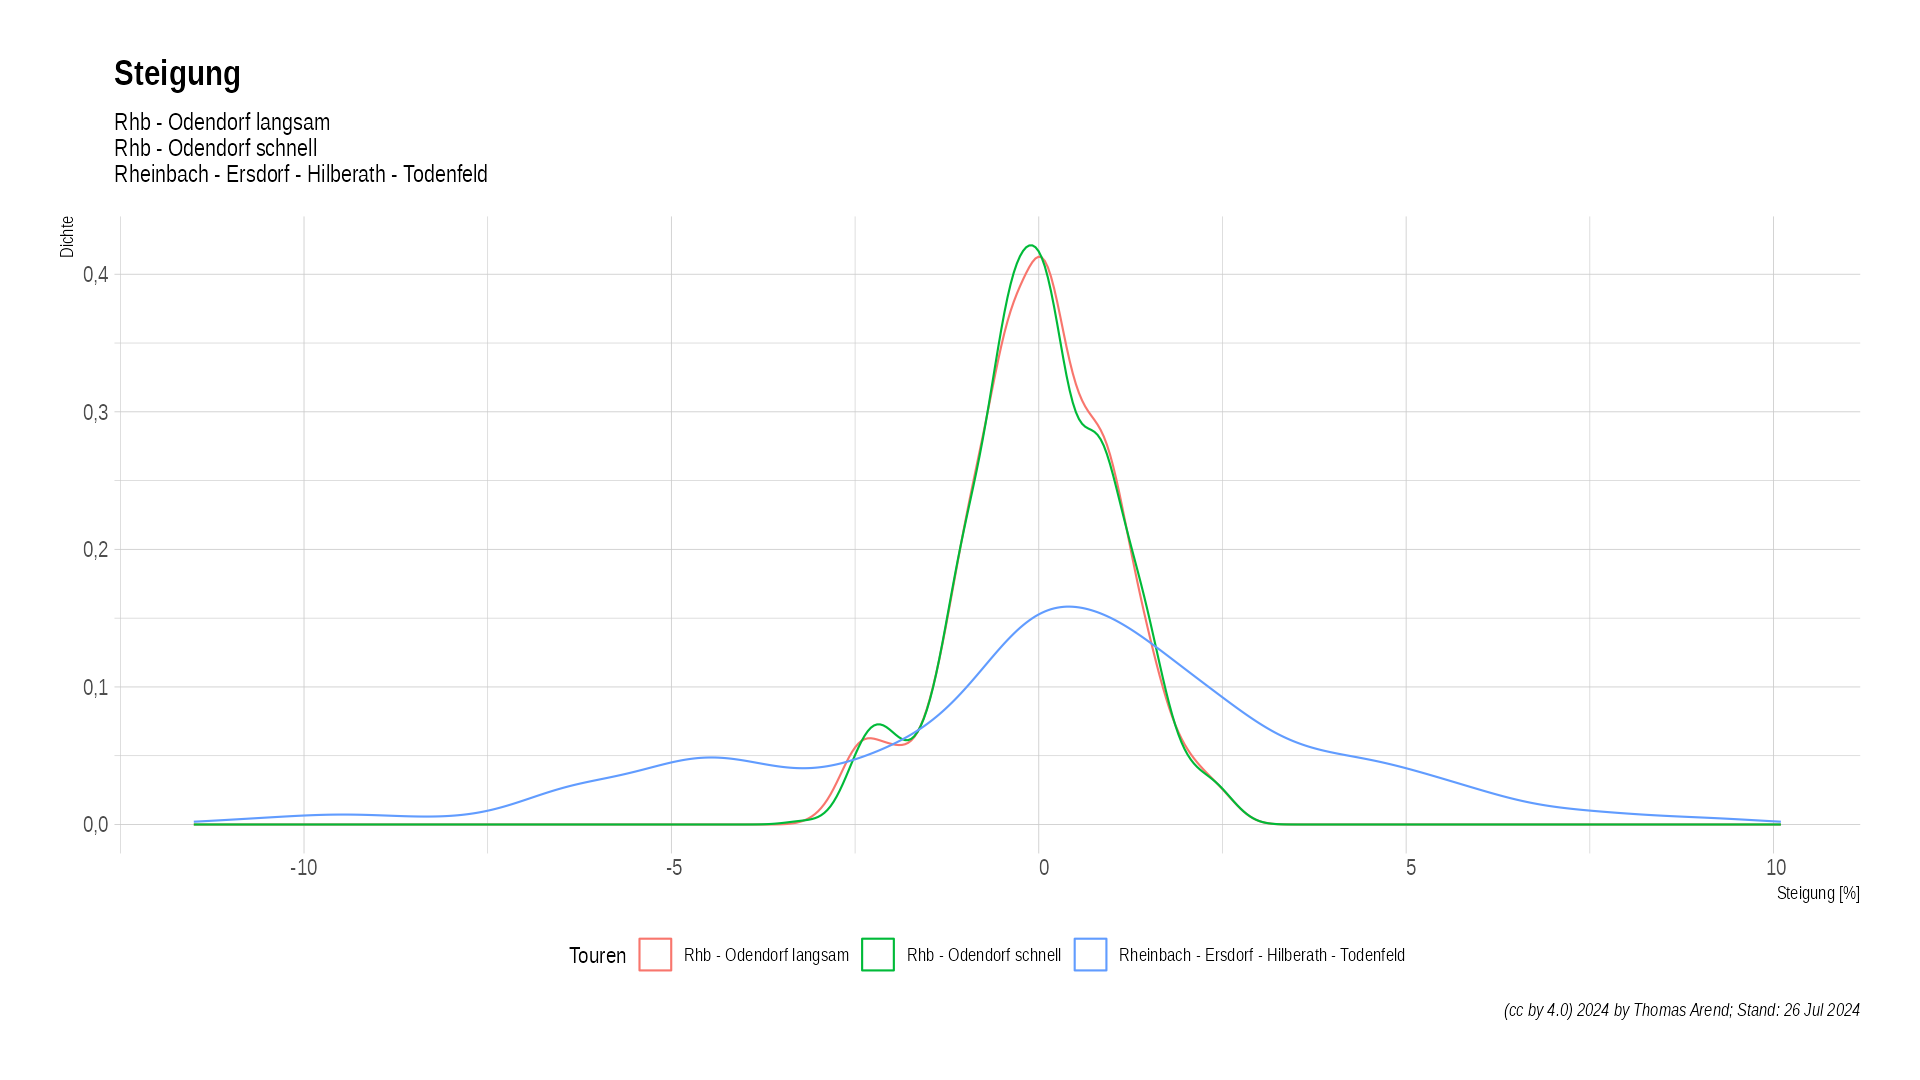 Steigung
Rhb - Odendorf langsam
Rhb - Odendorf schnell
Rheinbach - Ersdorf - Hilberath - Todenfeld
Dichte
0,4
0,3
0,2
0,1
0,0
-10 -5 0 5 10
Steigung [%]
Touren Rhb - Odendorf langsam Rhb - Odendorf schnell Rheinbach - Ersdorf - Hilberath - Todenfeld
(cc by 4.0) 2024 by Thomas Arend; Stand: 26 Jul 2024